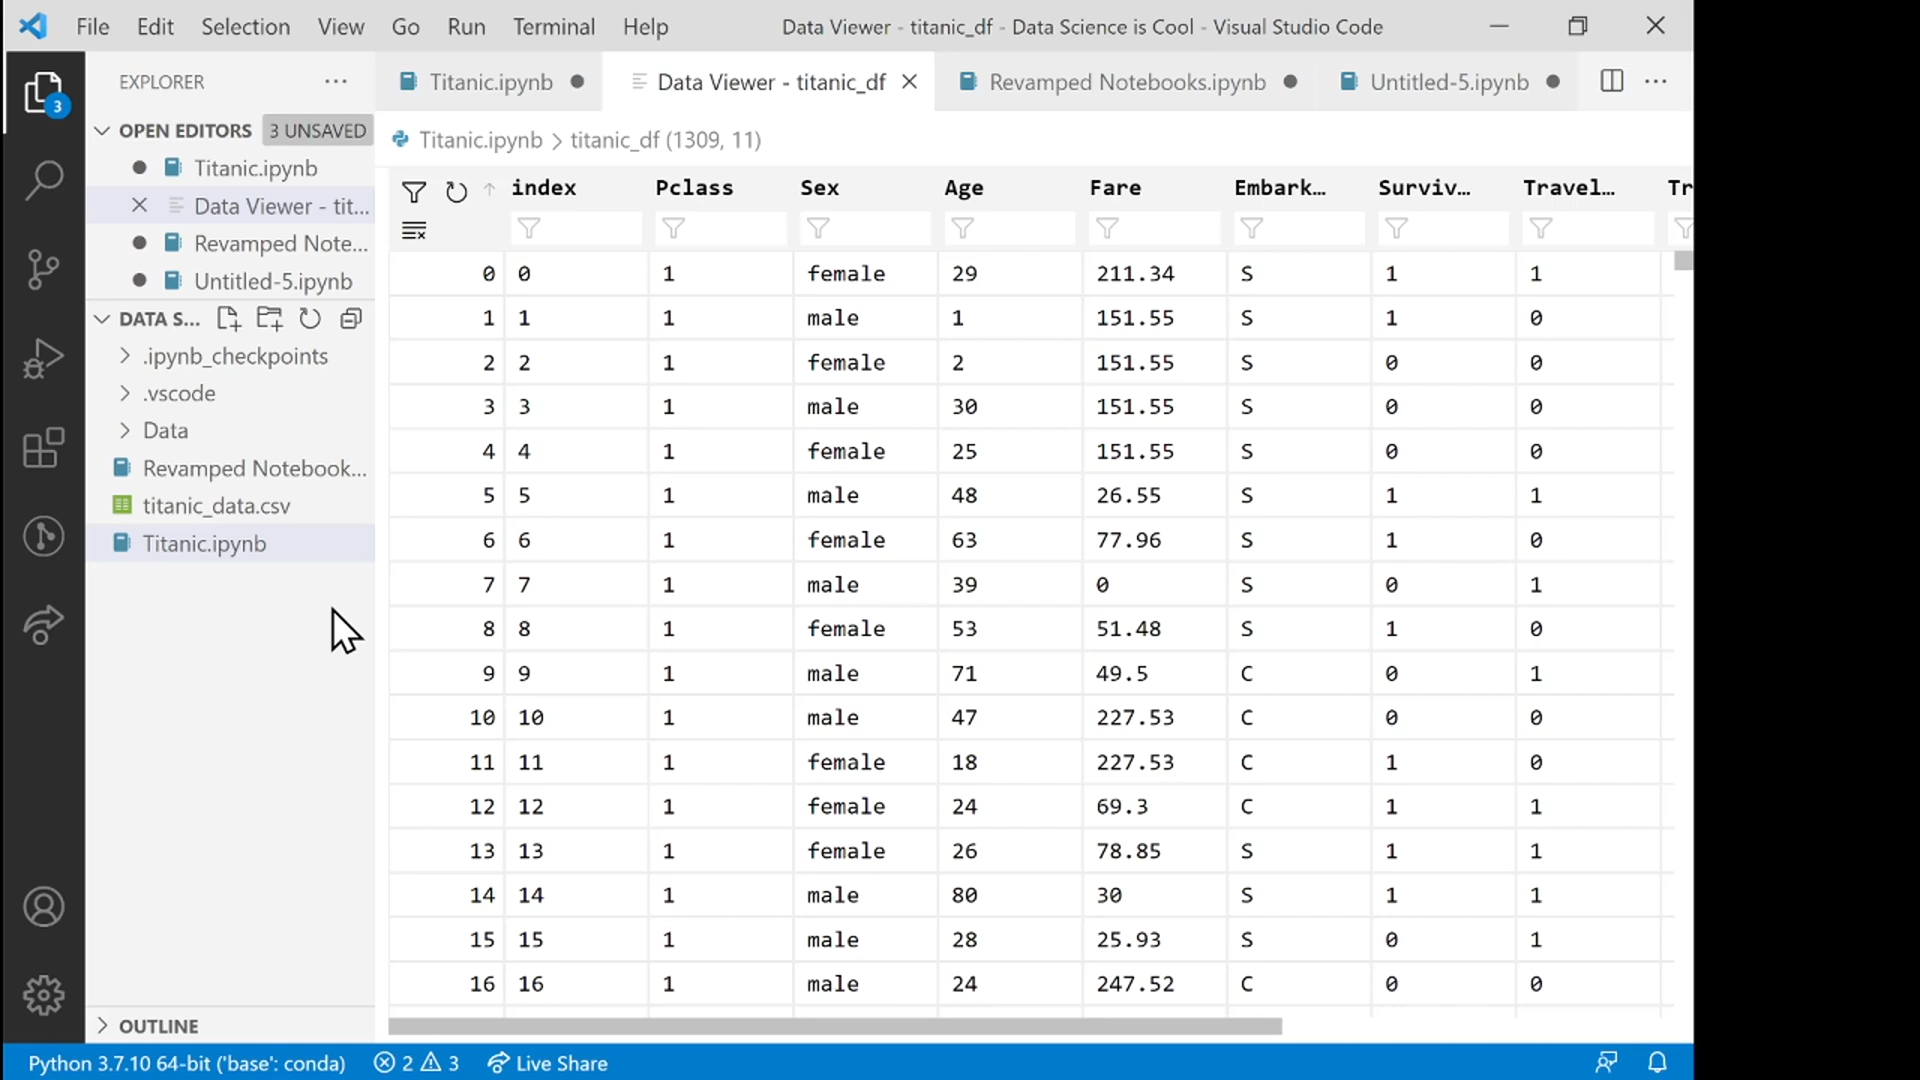 File Edit Selection View Go Run Terminal Help Data Viewer - titanic_df - Data Science is Cool - Visual Studio Code
EXPLORER Titanic.ipynb Data Viewer - titanic_df Revamped Notebooks.ipynb Untitled-5.ipynb
3
OPEN EDITORS 3 UNSAVED
Titanic.ipynb > titanic_df (1309, 11)
Titanic.ipynb
Data Viewer - tit...
Revamped Note...
Untitled-5.ipynb
DATA S...
.ipynb_checkpoints
.vscode
Data
Revamped Notebook...
titanic_data.csv
Titanic.ipynb
OUTLINE
index Pclass Sex Age Fare Embark... Surviv... Travel... Tr
0 0 1 female 29 211.34 S 1 1
1 1 1 male 1 151.55 S 1 0
2 2 1 female 2 151.55 S 0 0
3 3 1 male 30 151.55 S 0 0
4 4 1 female 25 151.55 S 0 0
5 5 1 male 48 26.55 S 1 1
6 6 1 female 63 77.96 S 1 0
7 7 1 male 39 0 S 0 1
8 8 1 female 53 51.48 S 1 0
9 9 1 male 71 49.5 C 0 1
10 10 1 male 47 227.53 C 0 0
11 11 1 female 18 227.53 C 1 0
12 12 1 female 24 69.3 C 1 1
13 13 1 female 26 78.85 S 1 1
14 14 1 male 80 30 S 1 1
15 15 1 male 28 25.93 S 0 1
16 16 1 male 24 247.52 C 0 0
Python 3.7.10 64-bit ('base': conda) 2 3 Live Share